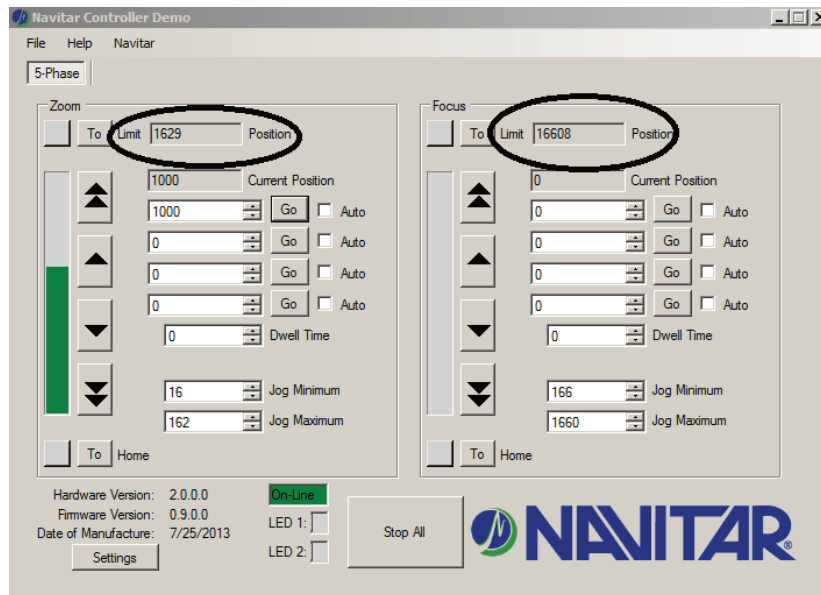 Navitar Controller Demo
File Help Navitar
5-Phase
Zoom
To Limit 1629 Position
1000 Current Position
1000 Go Auto
0 Go Auto
0 Go Auto
0 Go Auto
0 Dwell Time
16 Jog Minimum
162 Jog Maximum
To Home
Focus
To Limit 16608 Position
0 Current Position
0 Go Auto
0 Go Auto
0 Go Auto
0 Go Auto
0 Dwell Time
166 Jog Minimum
1660 Jog Maximum
To Home
Hardware Version: 2.0.0.0
Firmware Version: 0.9.0.0
Date of Manufacture: 7/25/2013
Settings
On-Line
LED 1:
LED 2:
Stop All
NAVITAR®